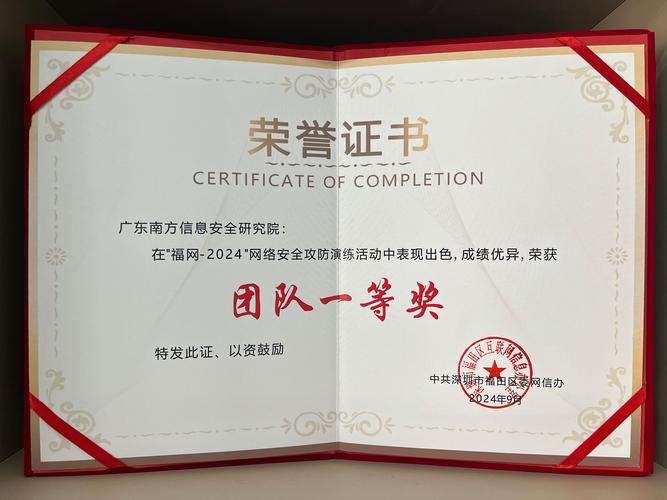 荣誉证书
CERTIFICATE OF COMPLETION
广东南方信息安全研究院：
在"福网-2024"网络安全攻防演练活动中表现出色，成绩优异，荣获
团队一等奖
特发此证、以资鼓励
中共深圳市福田区委网信办
2024年9月